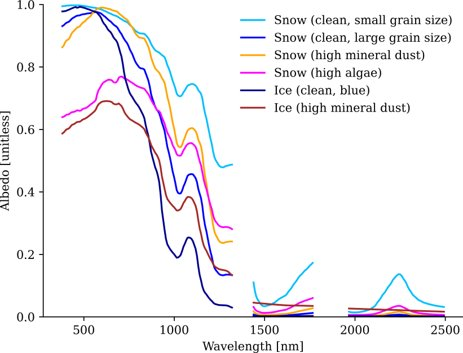 1.0
0.8
0.6
0.4
0.2
0.0
Albedo [unitless]
Snow (clean, small grain size)
Snow (clean, large grain size)
Snow (high mineral dust)
Snow (high algae)
Ice (clean, blue)
Ice (high mineral dust)
500 1000 1500 2000 2500
Wavelength [nm]